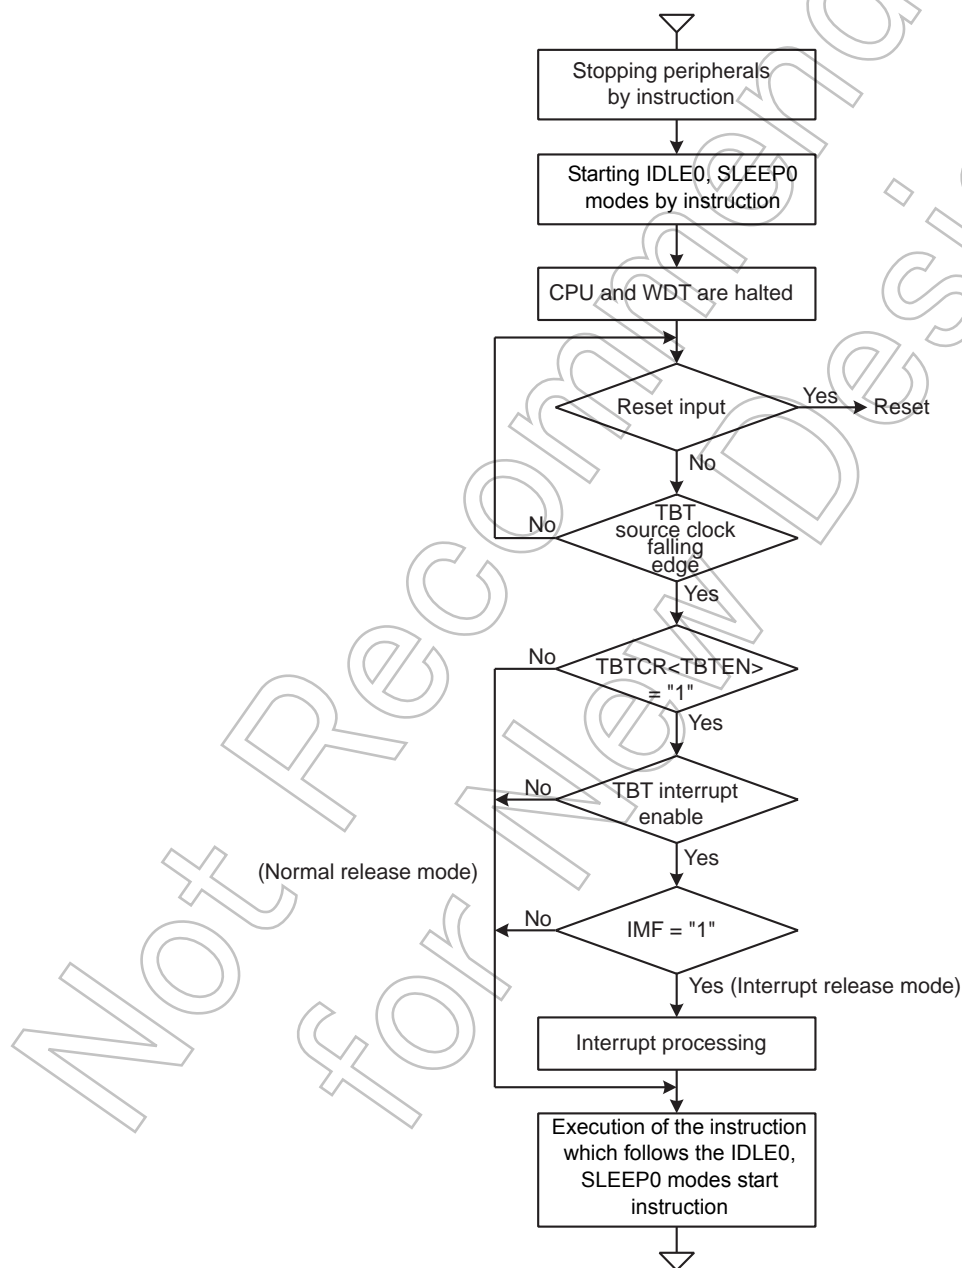 Stopping peripherals
by instruction
Starting IDLE0, SLEEP0
modes by instruction
CPU and WDT are halted
Reset input
Yes
Reset
No
No
TBT
source clock
falling
edge
Yes
No
TBTCR<TBTEN>
= "1"
Yes
No
TBT interrupt
enable
Yes
(Normal release mode)
No
IMF = "1"
Yes (Interrupt release mode)
Interrupt processing
Execution of the instruction
which follows the IDLE0,
SLEEP0 modes start
instruction
Not Recommend
for New Desi